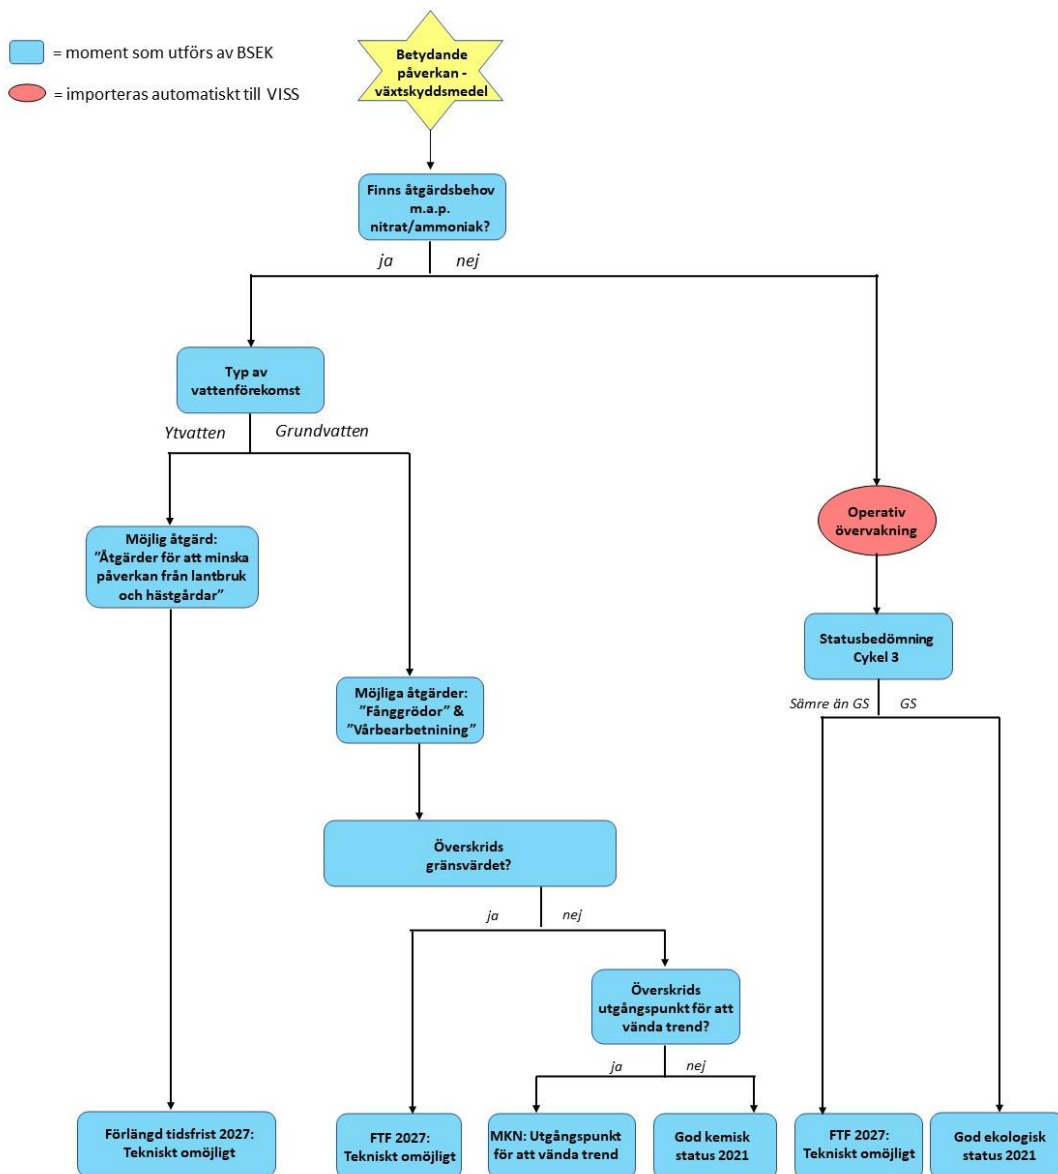 = moment som utförs av BSEK
= importeras automatiskt till VISS
Betydande
påverkan -
växtskyddsmedel
Finns åtgärdsbehov
m.a.p.
nitrat/ammoniak?
ja
nej
Typ av
vattenförekomst
Ytvatten
Grundvatten
Möjlig åtgärd:
”Åtgärder för att minska
påverkan från lantbruk
och hästgårdar”
Operativ
övervakning
Statusbedömning
Cykel 3
Sämre än GS
GS
Möjliga åtgärder:
”Fånggrödor” &
”Vårbearbetnining”
Överskrids
gränsvärdet?
ja
nej
Överskrids
utgångspunkt för att
vända trend?
ja
nej
Förlängd tidsfrist 2027:
Tekniskt omöjligt
FTF 2027:
Tekniskt omöjligt
MKN: Utgångspunkt
för att vända trend
God kemisk
status 2021
FTF 2027:
Tekniskt omöjligt
God ekologisk
status 2021